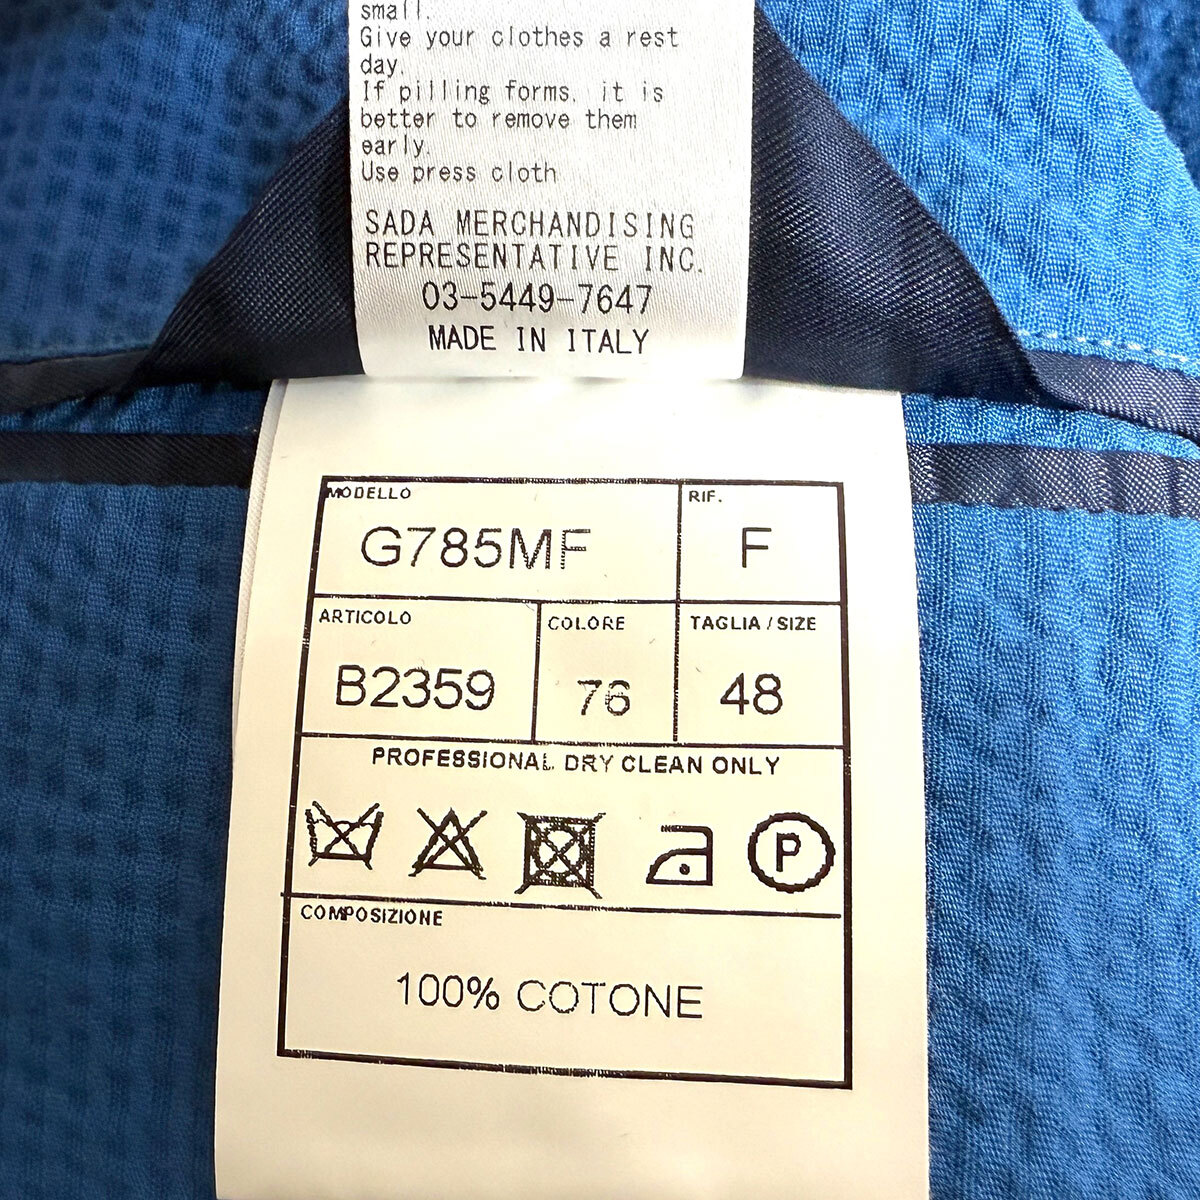 small.
Give your clothes a rest
day.
If pilling forms, it is
better to remove them
early.
Use press cloth
SADA MERCHANDISING
REPRESENTATIVE INC.
03-5449-7647
MADE IN ITALY
MODELLO RIF.
G785MF F
ARTICOLO COLORE TAGLIA / SIZE
B2359 76 48
PROFESSIONAL DRY CLEAN ONLY
P
COMPOSIZIONE
100% COTONE